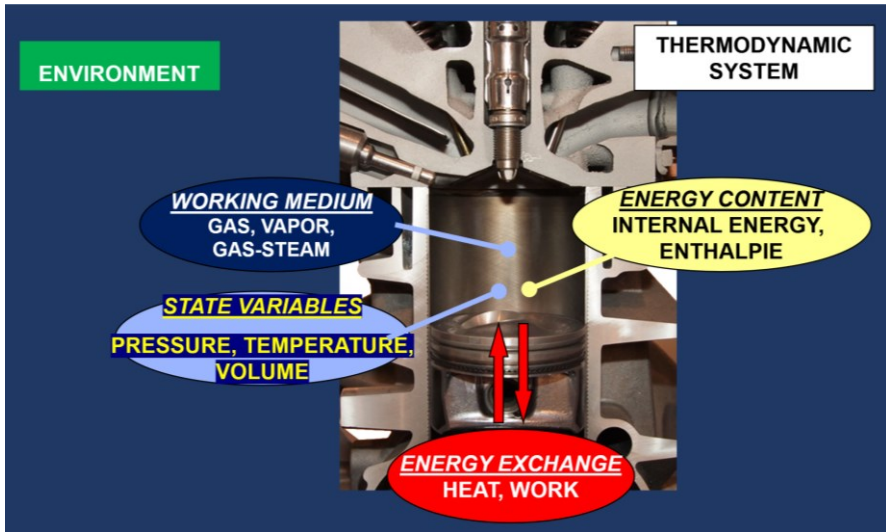 ENVIRONMENT
THERMODYNAMIC
SYSTEM
WORKING MEDIUM
GAS, VAPOR,
GAS-STEAM
ENERGY CONTENT
INTERNAL ENERGY,
ENTHALPIE
STATE VARIABLES
PRESSURE, TEMPERATURE,
VOLUME
ENERGY EXCHANGE
HEAT, WORK